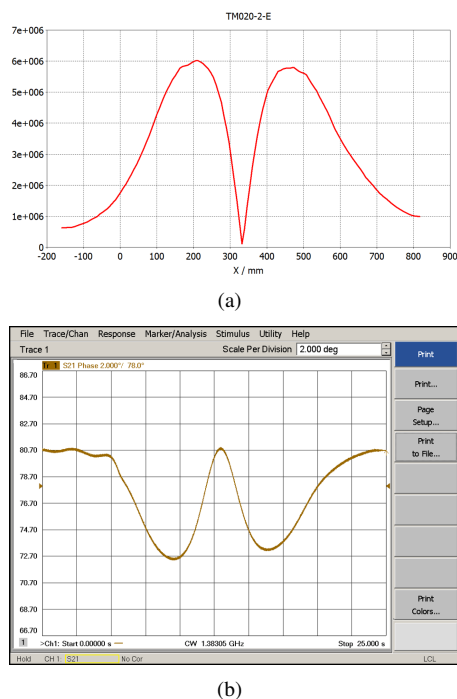 TM020-2-E
7e+006
6e+006
5e+006
4e+006
3e+006
2e+006
1e+006
0
-200 -100 0 100 200 300 400 500 600 700 800 900
X / mm
(a)
File Trace/Chan Response Marker/Analysis Stimulus Utility Help
Trace 1 Scale Per Division 2.000 deg
Tr 1 S21 Phase 2.000°/ 78.0°
86.70
84.70
82.70
80.70
78.70
76.70
74.70
72.70
70.70
68.70
66.70
1 >Ch1: Start 0.00000 s CW 1.38305 GHz Stop 25.000 s
Hold CH 1: S21 No Cor LCL
Print
Print...
Page
Setup...
Print
to File...
Print
Colors...
(b)